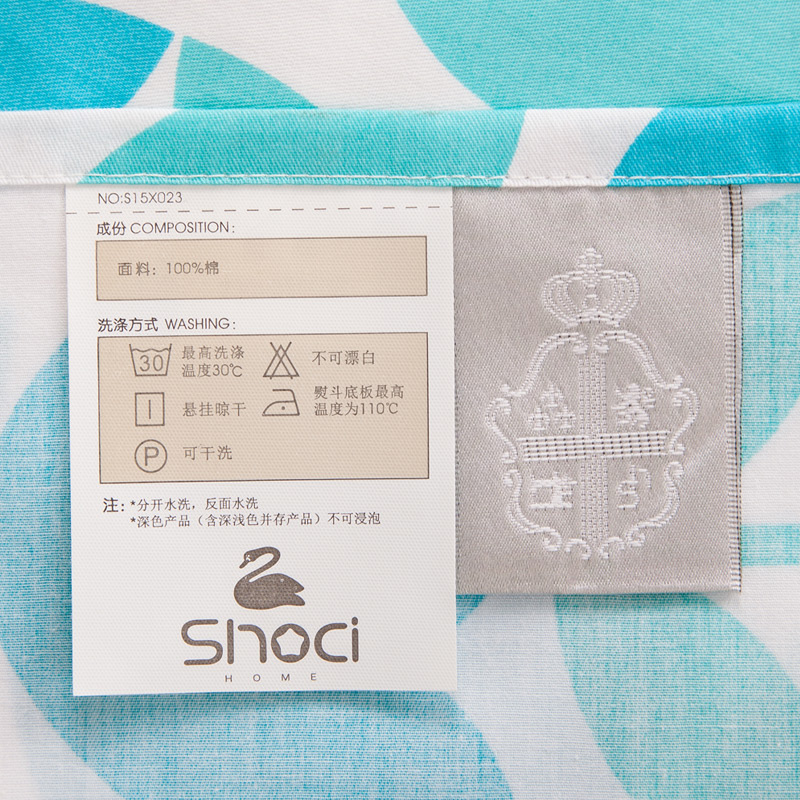 NO:S15X023
成份 COMPOSITION:
面料：100%棉
洗涤方式 WASHING:
30 最高洗涤温度30℃
不可漂白
悬挂晾干
熨斗底板最高温度为110℃
P 可干洗
注：*分开水洗，反面水洗
*深色产品（含深浅色并存产品）不可浸泡
Shoci
HOME